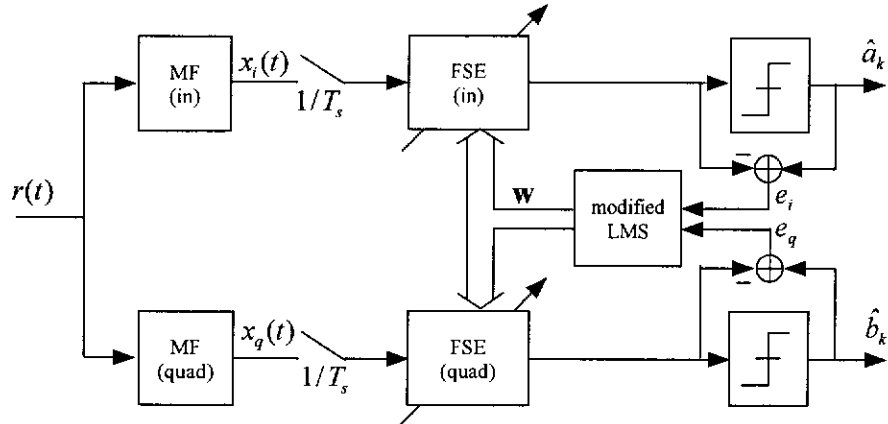 MF
(in)
x_i(t)
1/T_s
FSE
(in)
â_k
r(t)
w
modified
LMS
e_i
e_q
−
−
MF
(quad)
x_q(t)
1/T_s
FSE
(quad)
b̂_k